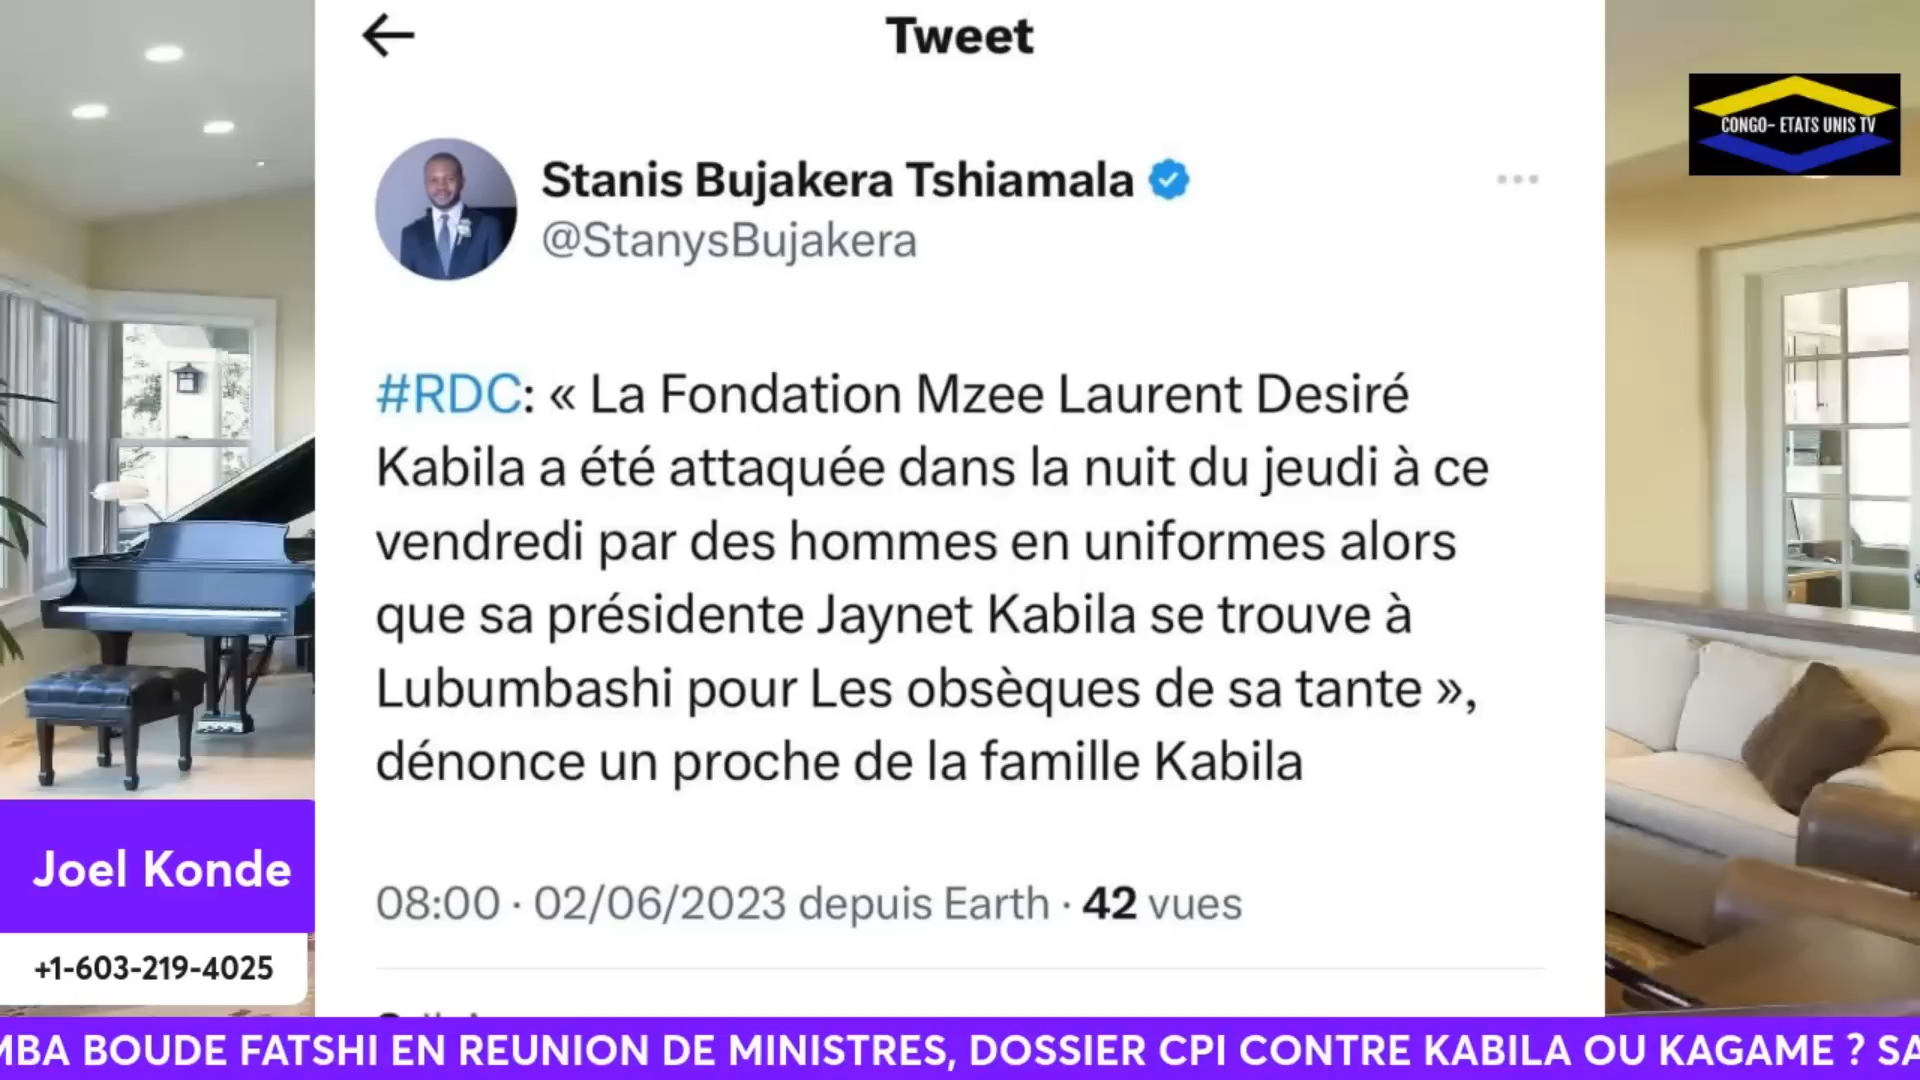 Tweet
CONGO- ETATS UNIS TV
Stanis Bujakera Tshiamala
@StanysBujakera
#RDC: « La Fondation Mzee Laurent Desiré
Kabila a été attaquée dans la nuit du jeudi à ce
vendredi par des hommes en uniformes alors
que sa présidente Jaynet Kabila se trouve à
Lubumbashi pour Les obsèques de sa tante »,
dénonce un proche de la famille Kabila
08:00 · 02/06/2023 depuis Earth · 42 vues
Joel Konde
+1-603-219-4025
MBA BOUDE FATSHI EN REUNION DE MINISTRES, DOSSIER CPI CONTRE KABILA OU KAGAME ? SA